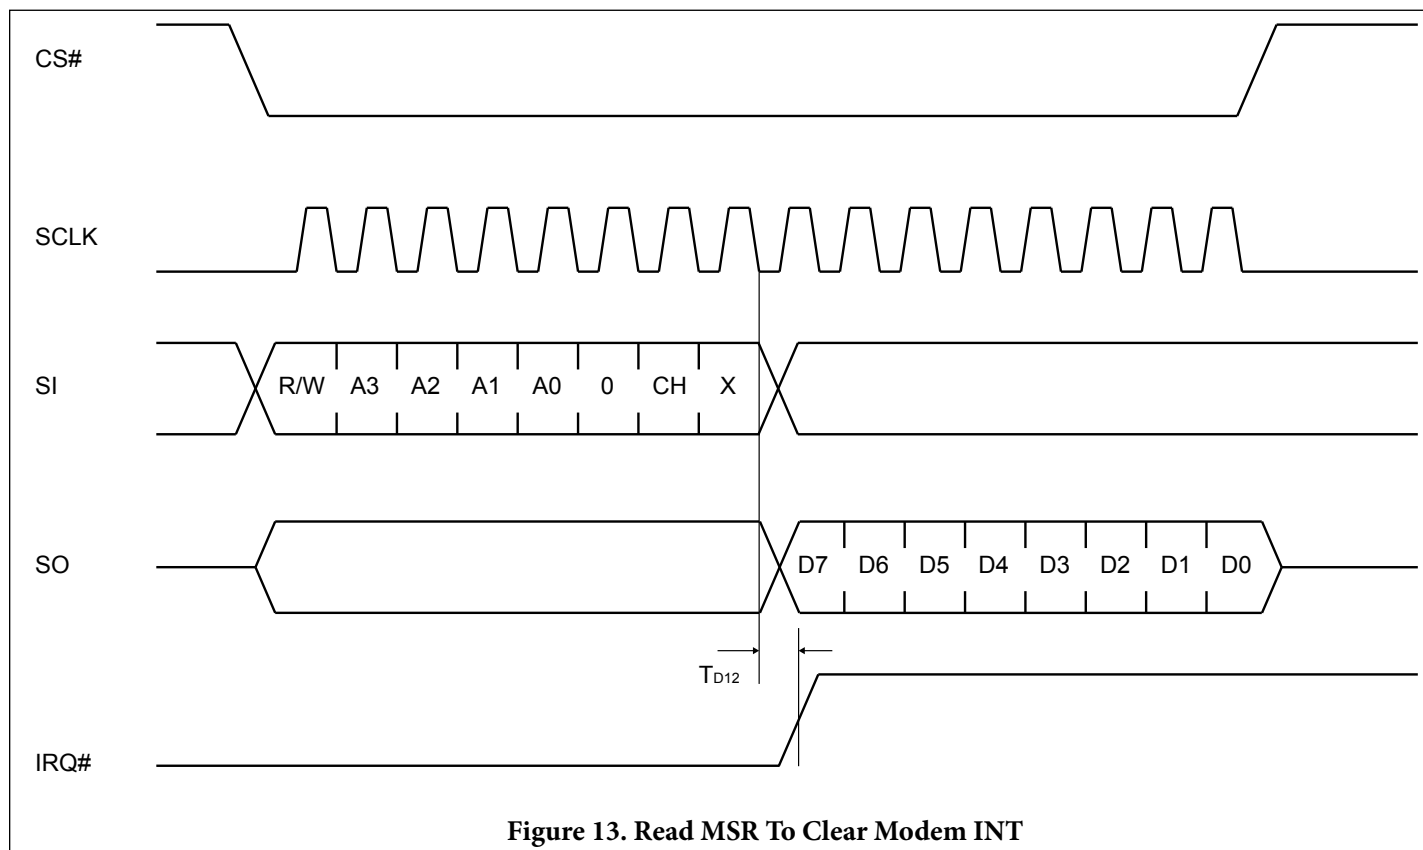 CS#
SCLK
SI R/W A3 A2 A1 A0 0 CH X
SO D7 D6 D5 D4 D3 D2 D1 D0
TD12
IRQ#
Figure 13. Read MSR To Clear Modem INT